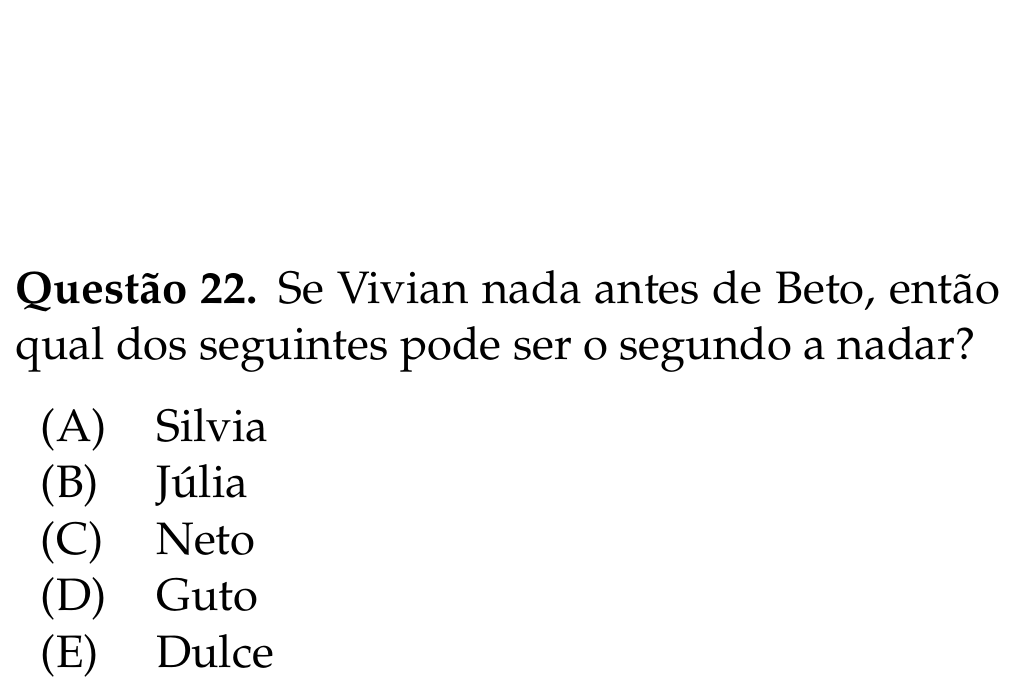 Questão 22. Se Vivian nada antes de Beto, então
qual dos seguintes pode ser o segundo a nadar?
(A) Silvia
(B) Júlia
(C) Neto
(D) Guto
(E) Dulce